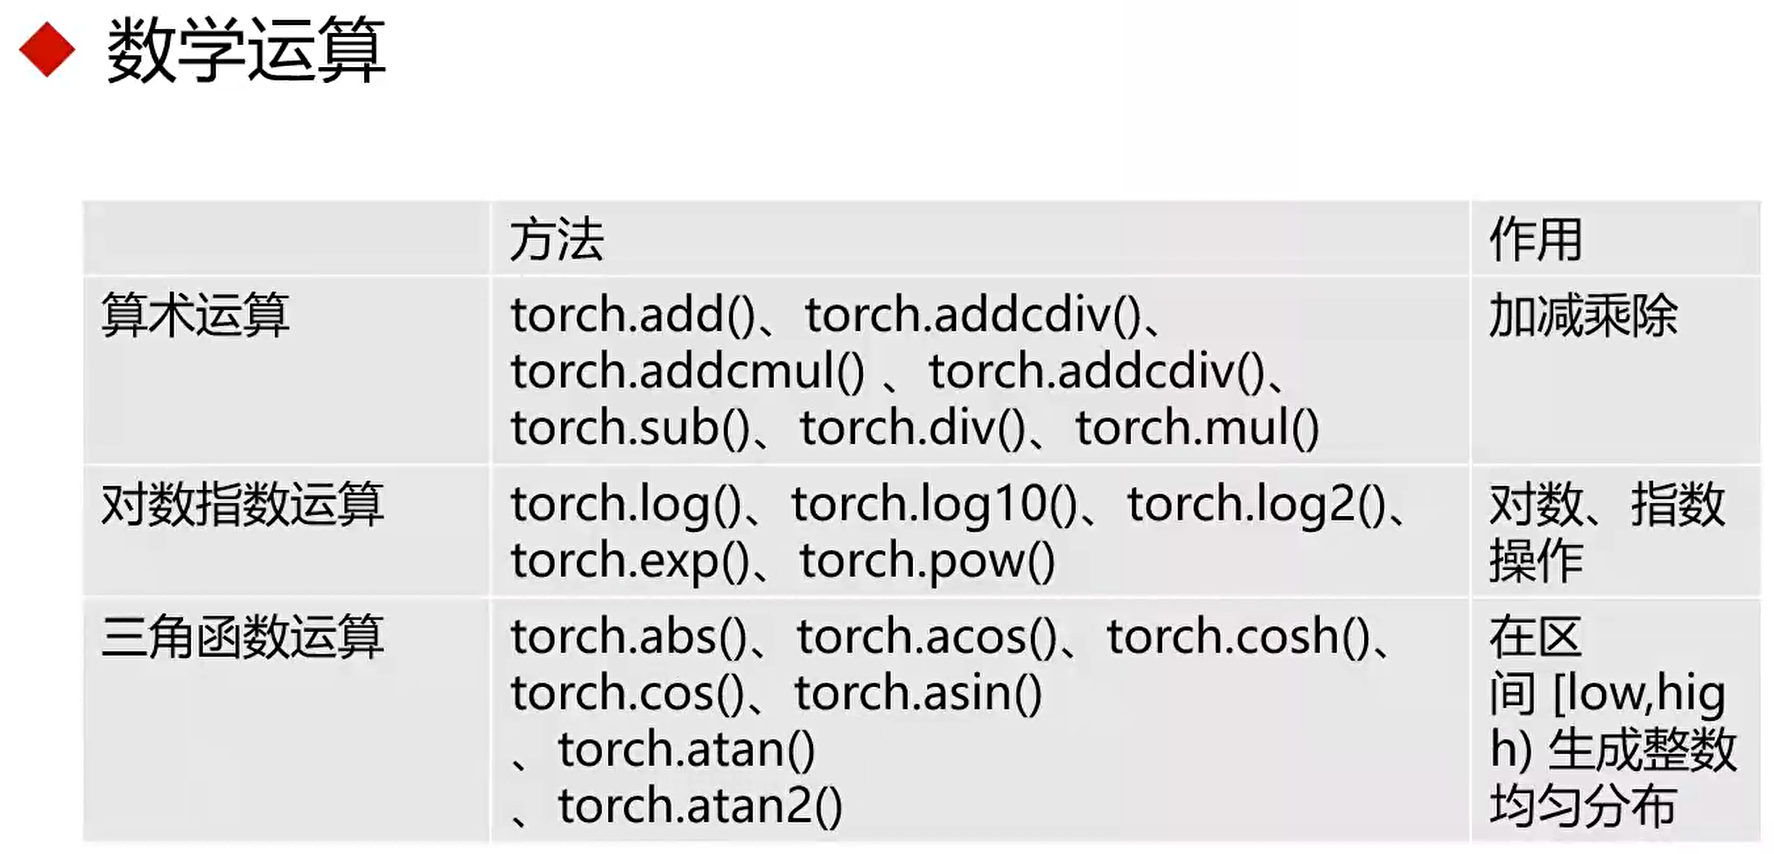 数学运算
方法
作用
算术运算
torch.add()、torch.addcdiv()、
torch.addcmul() 、torch.addcdiv()、
torch.sub()、torch.div()、torch.mul()
加减乘除
对数指数运算
torch.log()、torch.log10()、torch.log2()、
torch.exp()、torch.pow()
对数、指数
操作
三角函数运算
torch.abs()、torch.acos()、torch.cosh()、
torch.cos()、torch.asin()
、torch.atan()
、torch.atan2()
在区
间 [low,hig
h) 生成整数
均匀分布